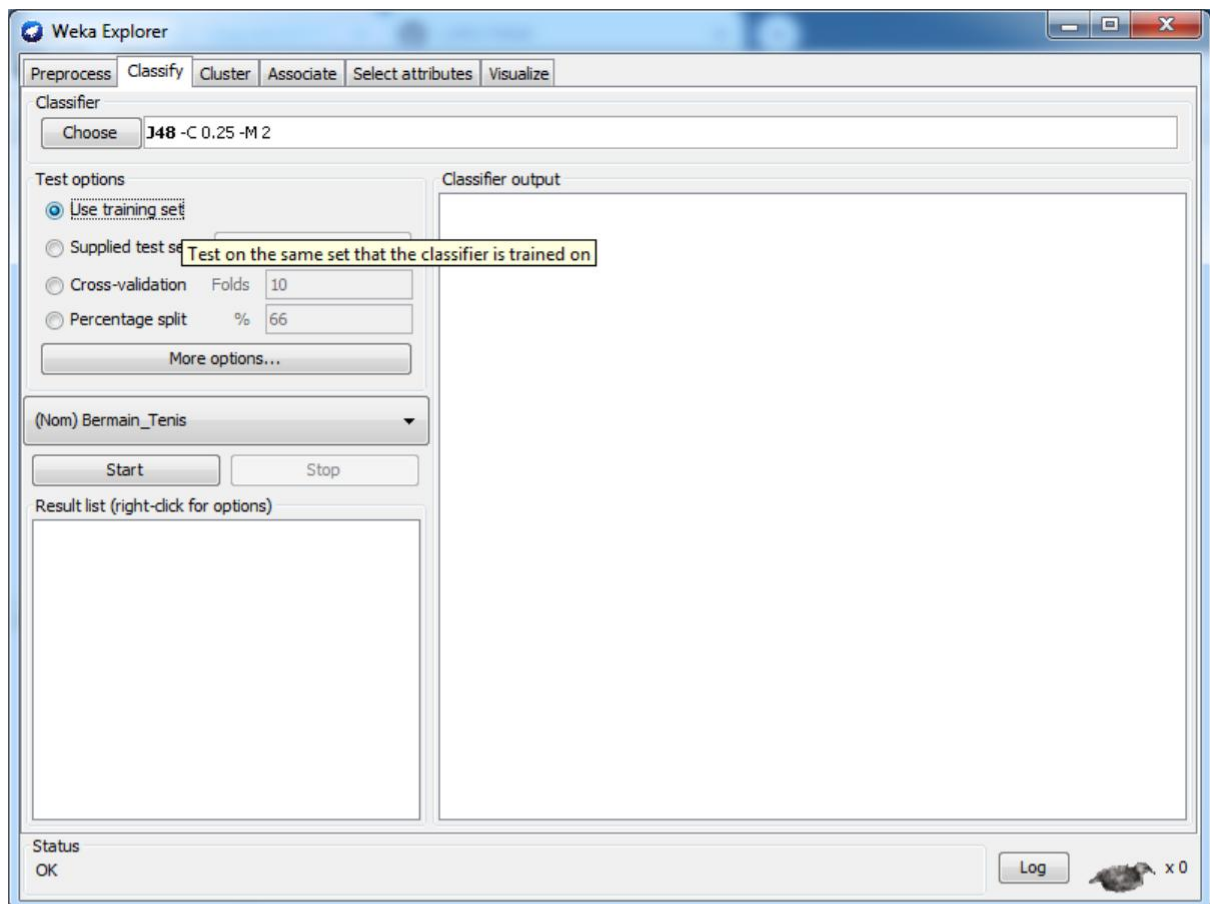 Weka Explorer
Preprocess Classify Cluster Associate Select attributes Visualize
Classifier
Choose J48 -C 0.25 -M 2
Test options
Use training set
Supplied test se
Test on the same set that the classifier is trained on
Cross-validation Folds 10
Percentage split % 66
More options...
(Nom) Bermain_Tenis
Start Stop
Result list (right-click for options)
Classifier output
Status
OK
Log x 0